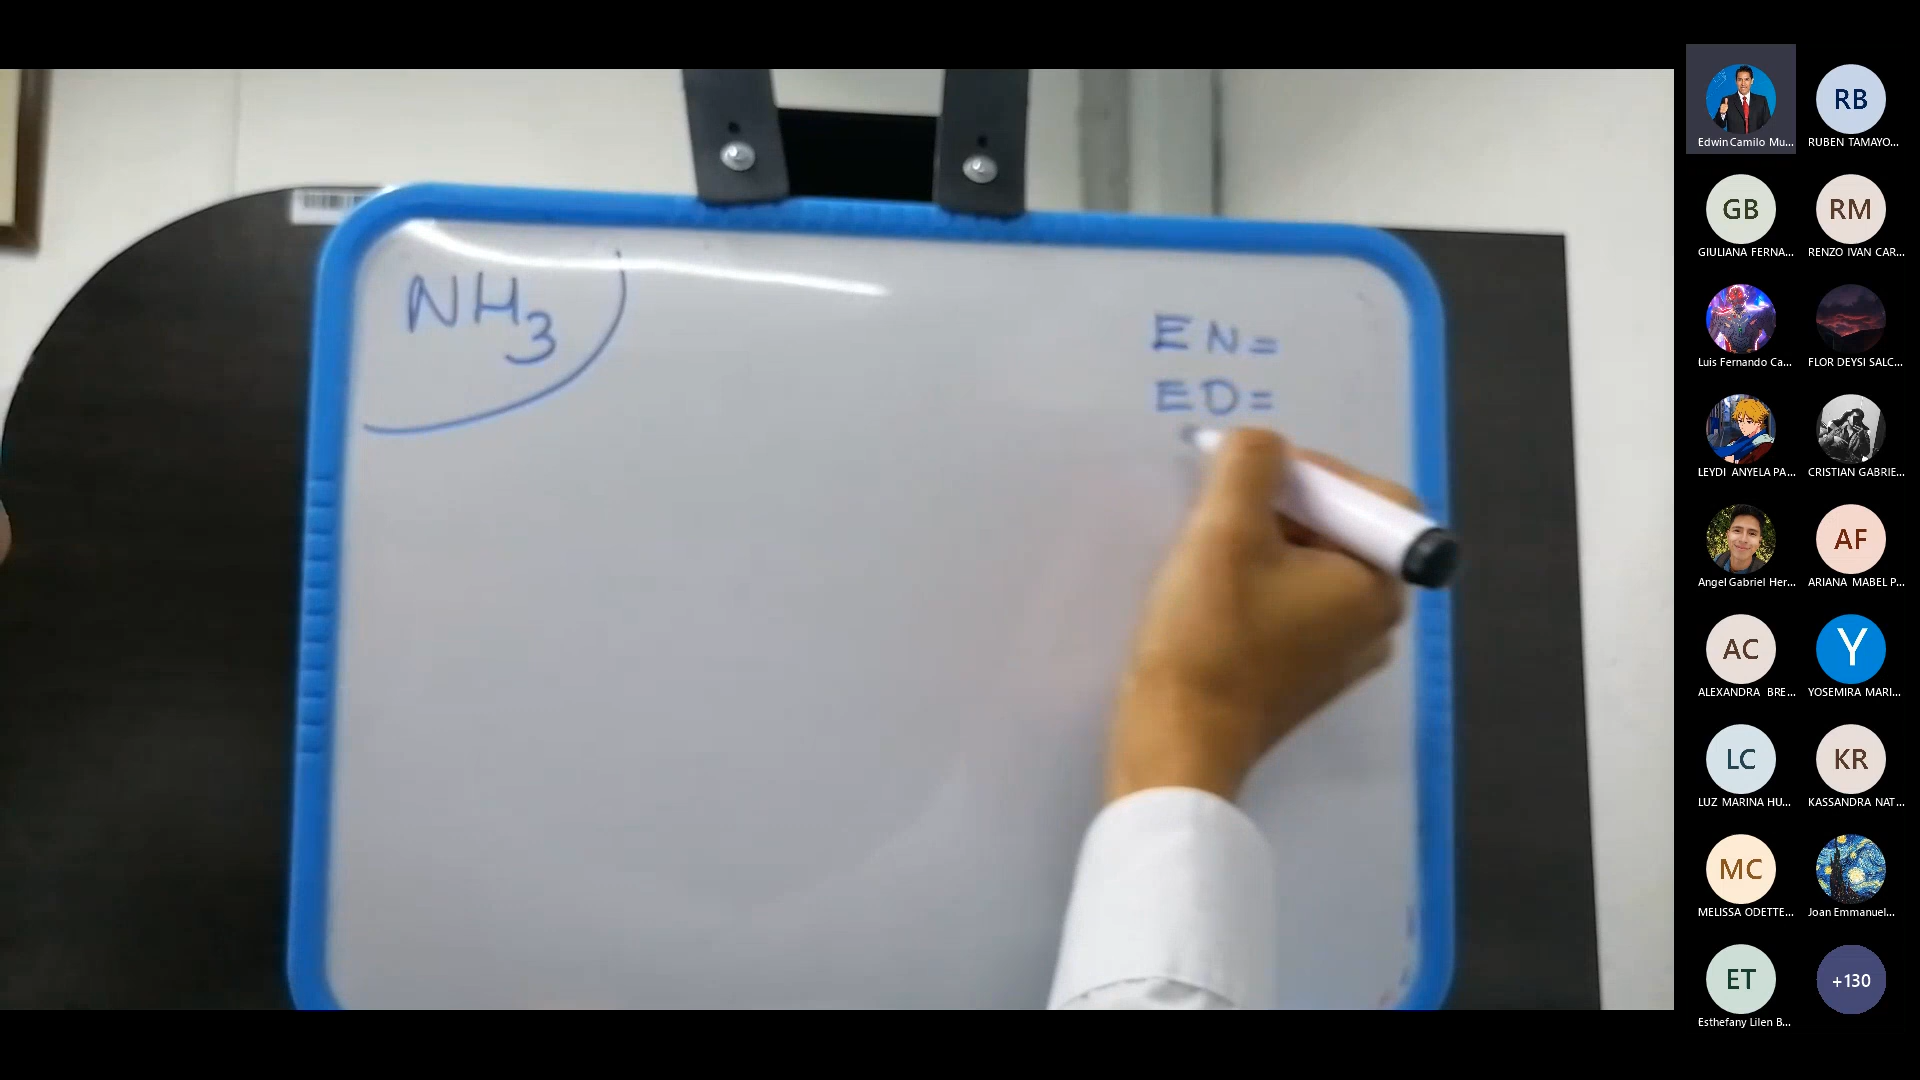 NH3
EN=
ED=
Edwin Camilo Mu...
RB
RUBEN TAMAYO...
GB
GIULIANA FERNA...
RM
RENZO IVAN CAR...
Luis Fernando Ca...
FLOR DEYSI SALC...
LEYDI ANYELA PA...
CRISTIAN GABRIE...
Angel Gabriel Her...
AF
ARIANA MABEL P...
AC
ALEXANDRA BRE...
Y
YOSEMIRA MARI...
LC
LUZ MARINA HU...
KR
KASSANDRA NAT...
MC
MELISSA ODETTE...
Joan Emmanuel...
ET
Esthefany Lilen B...
+130